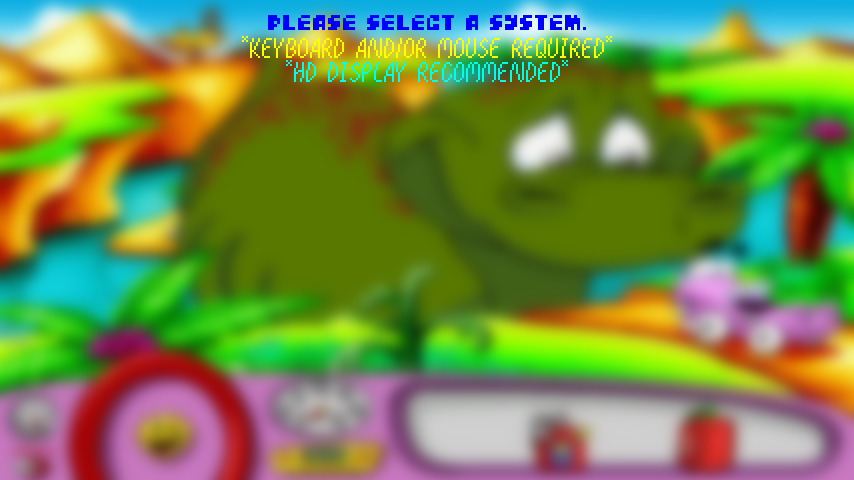 PLEASE SELECT A SYSTEM.
*KEYBOARD AND/OR MOUSE REQUIRED*
*HD DISPLAY RECOMMENDED*